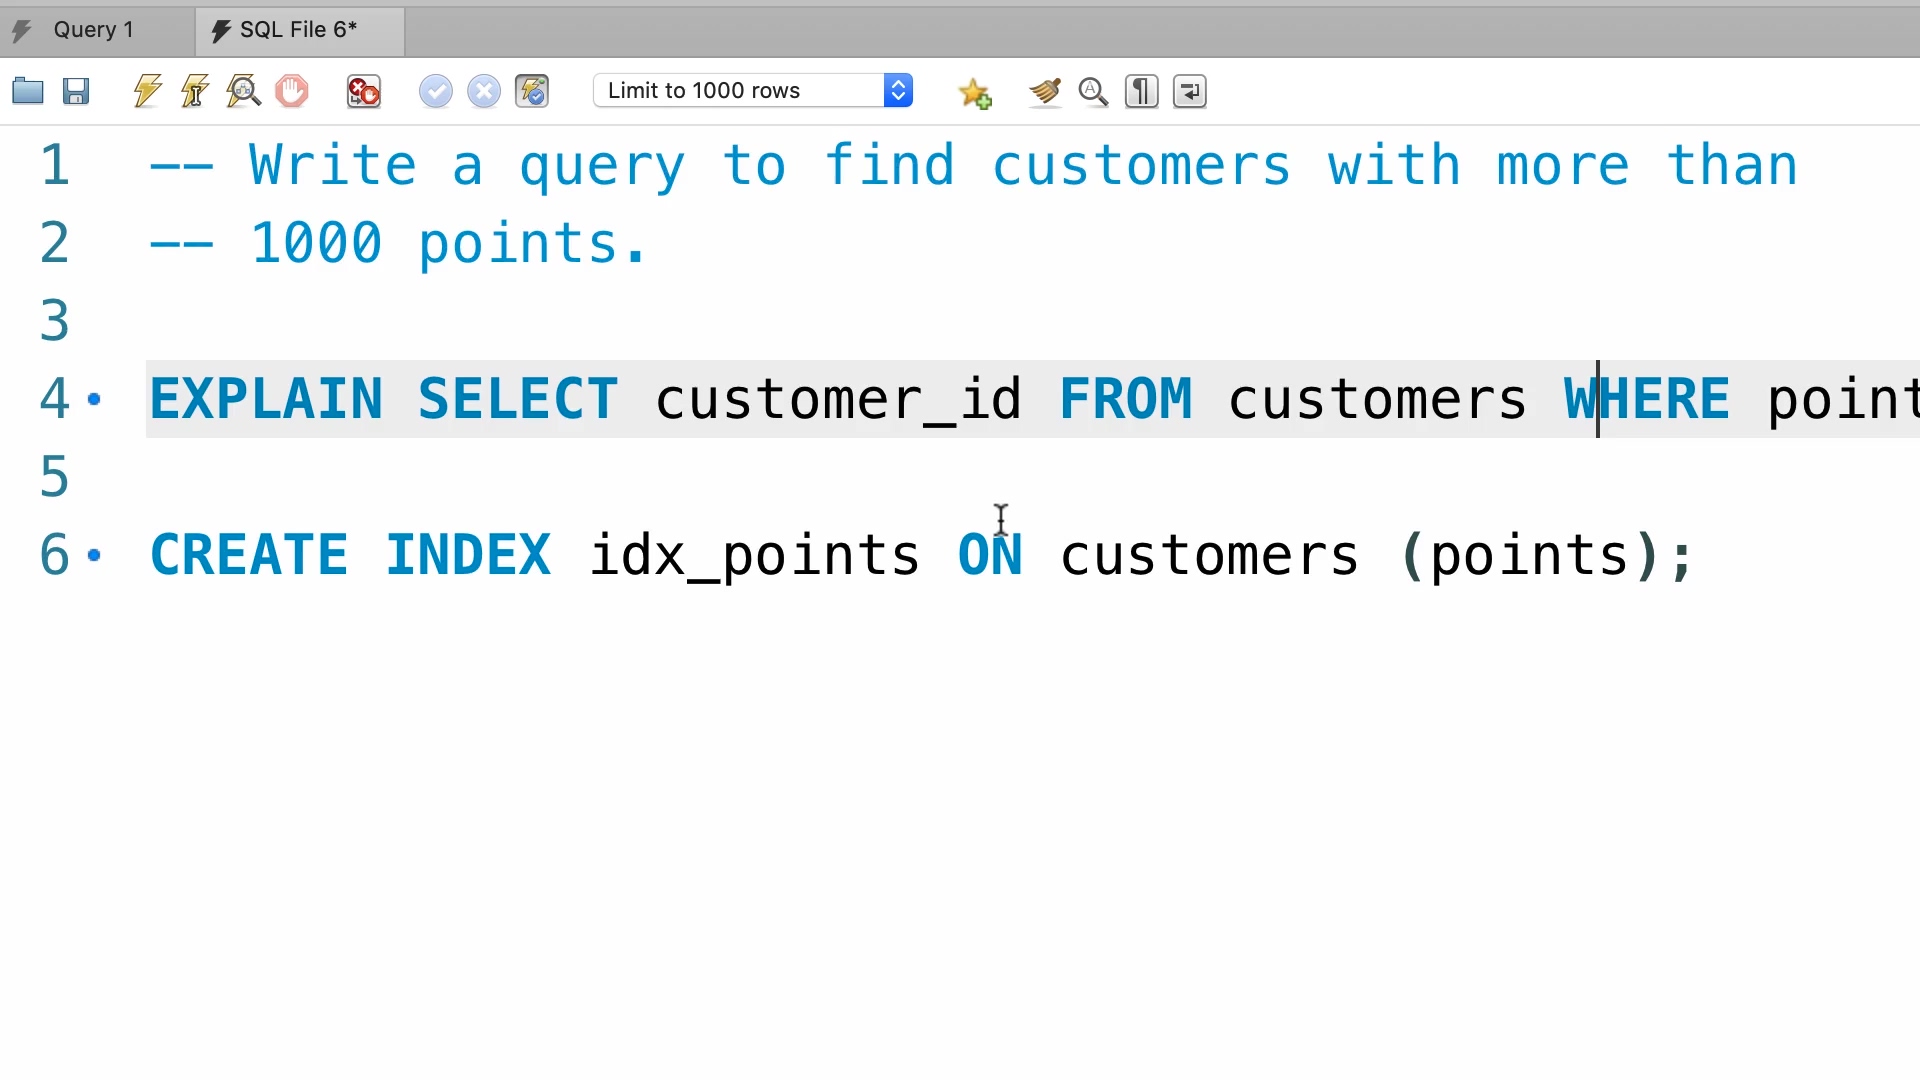 Query 1
SQL File 6*
Limit to 1000 rows
1 -- Write a query to find customers with more than
2 -- 1000 points.
3
4 EXPLAIN SELECT customer_id FROM customers WHERE point
5
6 CREATE INDEX idx_points ON customers (points);